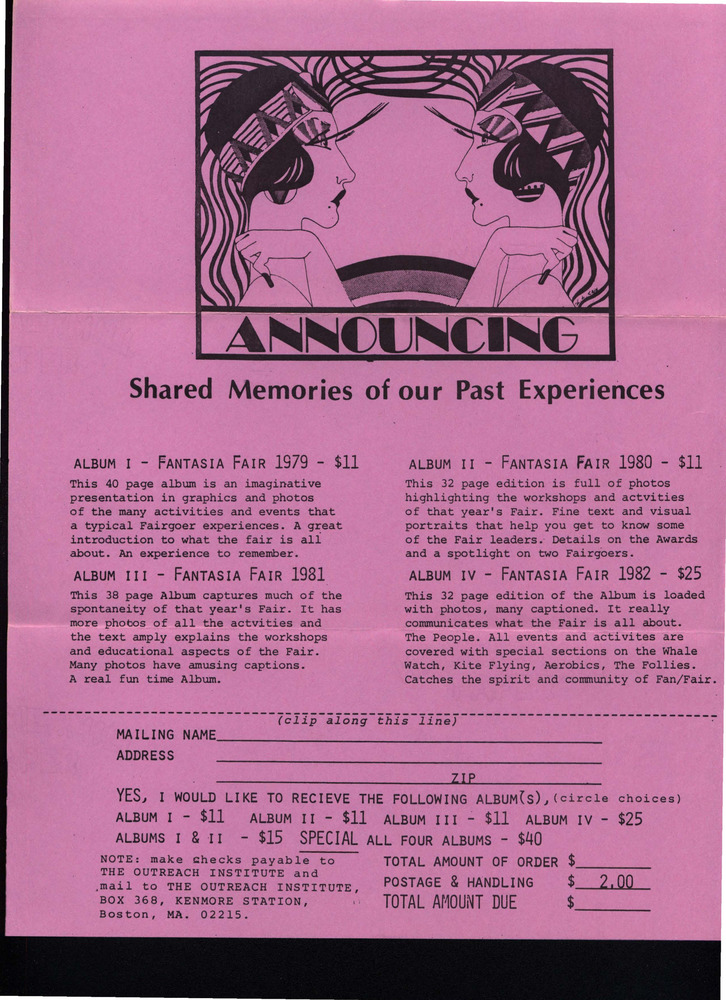 ANNOUNCING
Shared Memories of our Past Experiences
ALBUM I - FANTASIA FAIR 1979 - $11
This 40 page album is an imaginative
presentation in graphics and photos
of the many activities and events that
a typical Fairgoer experiences. A great
introduction to what the fair is all
about. An experience to remember.
ALBUM II - FANTASIA FAIR 1980 - $11
This 32 page edition is full of photos
highlighting the workshops and actvities
of that year's Fair. Fine text and visual
portraits that help you get to know some
of the Fair leaders. Details on the Awards
and a spotlight on two Fairgoers.
ALBUM III - FANTASIA FAIR 1981
This 38 page Album captures much of the
spontaneity of that year's Fair. It has
more photos of all the actvities and
the text amply explains the workshops
and educational aspects of the Fair.
Many photos have amusing captions.
A real fun time Album.
ALBUM IV - FANTASIA FAIR 1982 - $25
This 32 page edition of the Album is loaded
with photos, many captioned. It really
communicates what the Fair is all about.
The People. All events and activites are
covered with special sections on the Whale
Watch, Kite Flying, Aerobics, The Follies.
Catches the spirit and community of Fan/Fair.
(clip along this line)
MAILING NAME
ADDRESS
ZIP
YES, I WOULD LIKE TO RECIEVE THE FOLLOWING ALBUM(S),(circle choices)
ALBUM I - $11 ALBUM II - $11 ALBUM III - $11 ALBUM IV - $25
ALBUMS I & II - $15 SPECIAL ALL FOUR ALBUMS - $40
NOTE: make checks payable to
THE OUTREACH INSTITUTE and
mail to THE OUTREACH INSTITUTE,
BOX 368, KENMORE STATION,
Boston, MA. 02215.
TOTAL AMOUNT OF ORDER $
POSTAGE & HANDLING $ 2.00
TOTAL AMOUNT DUE $